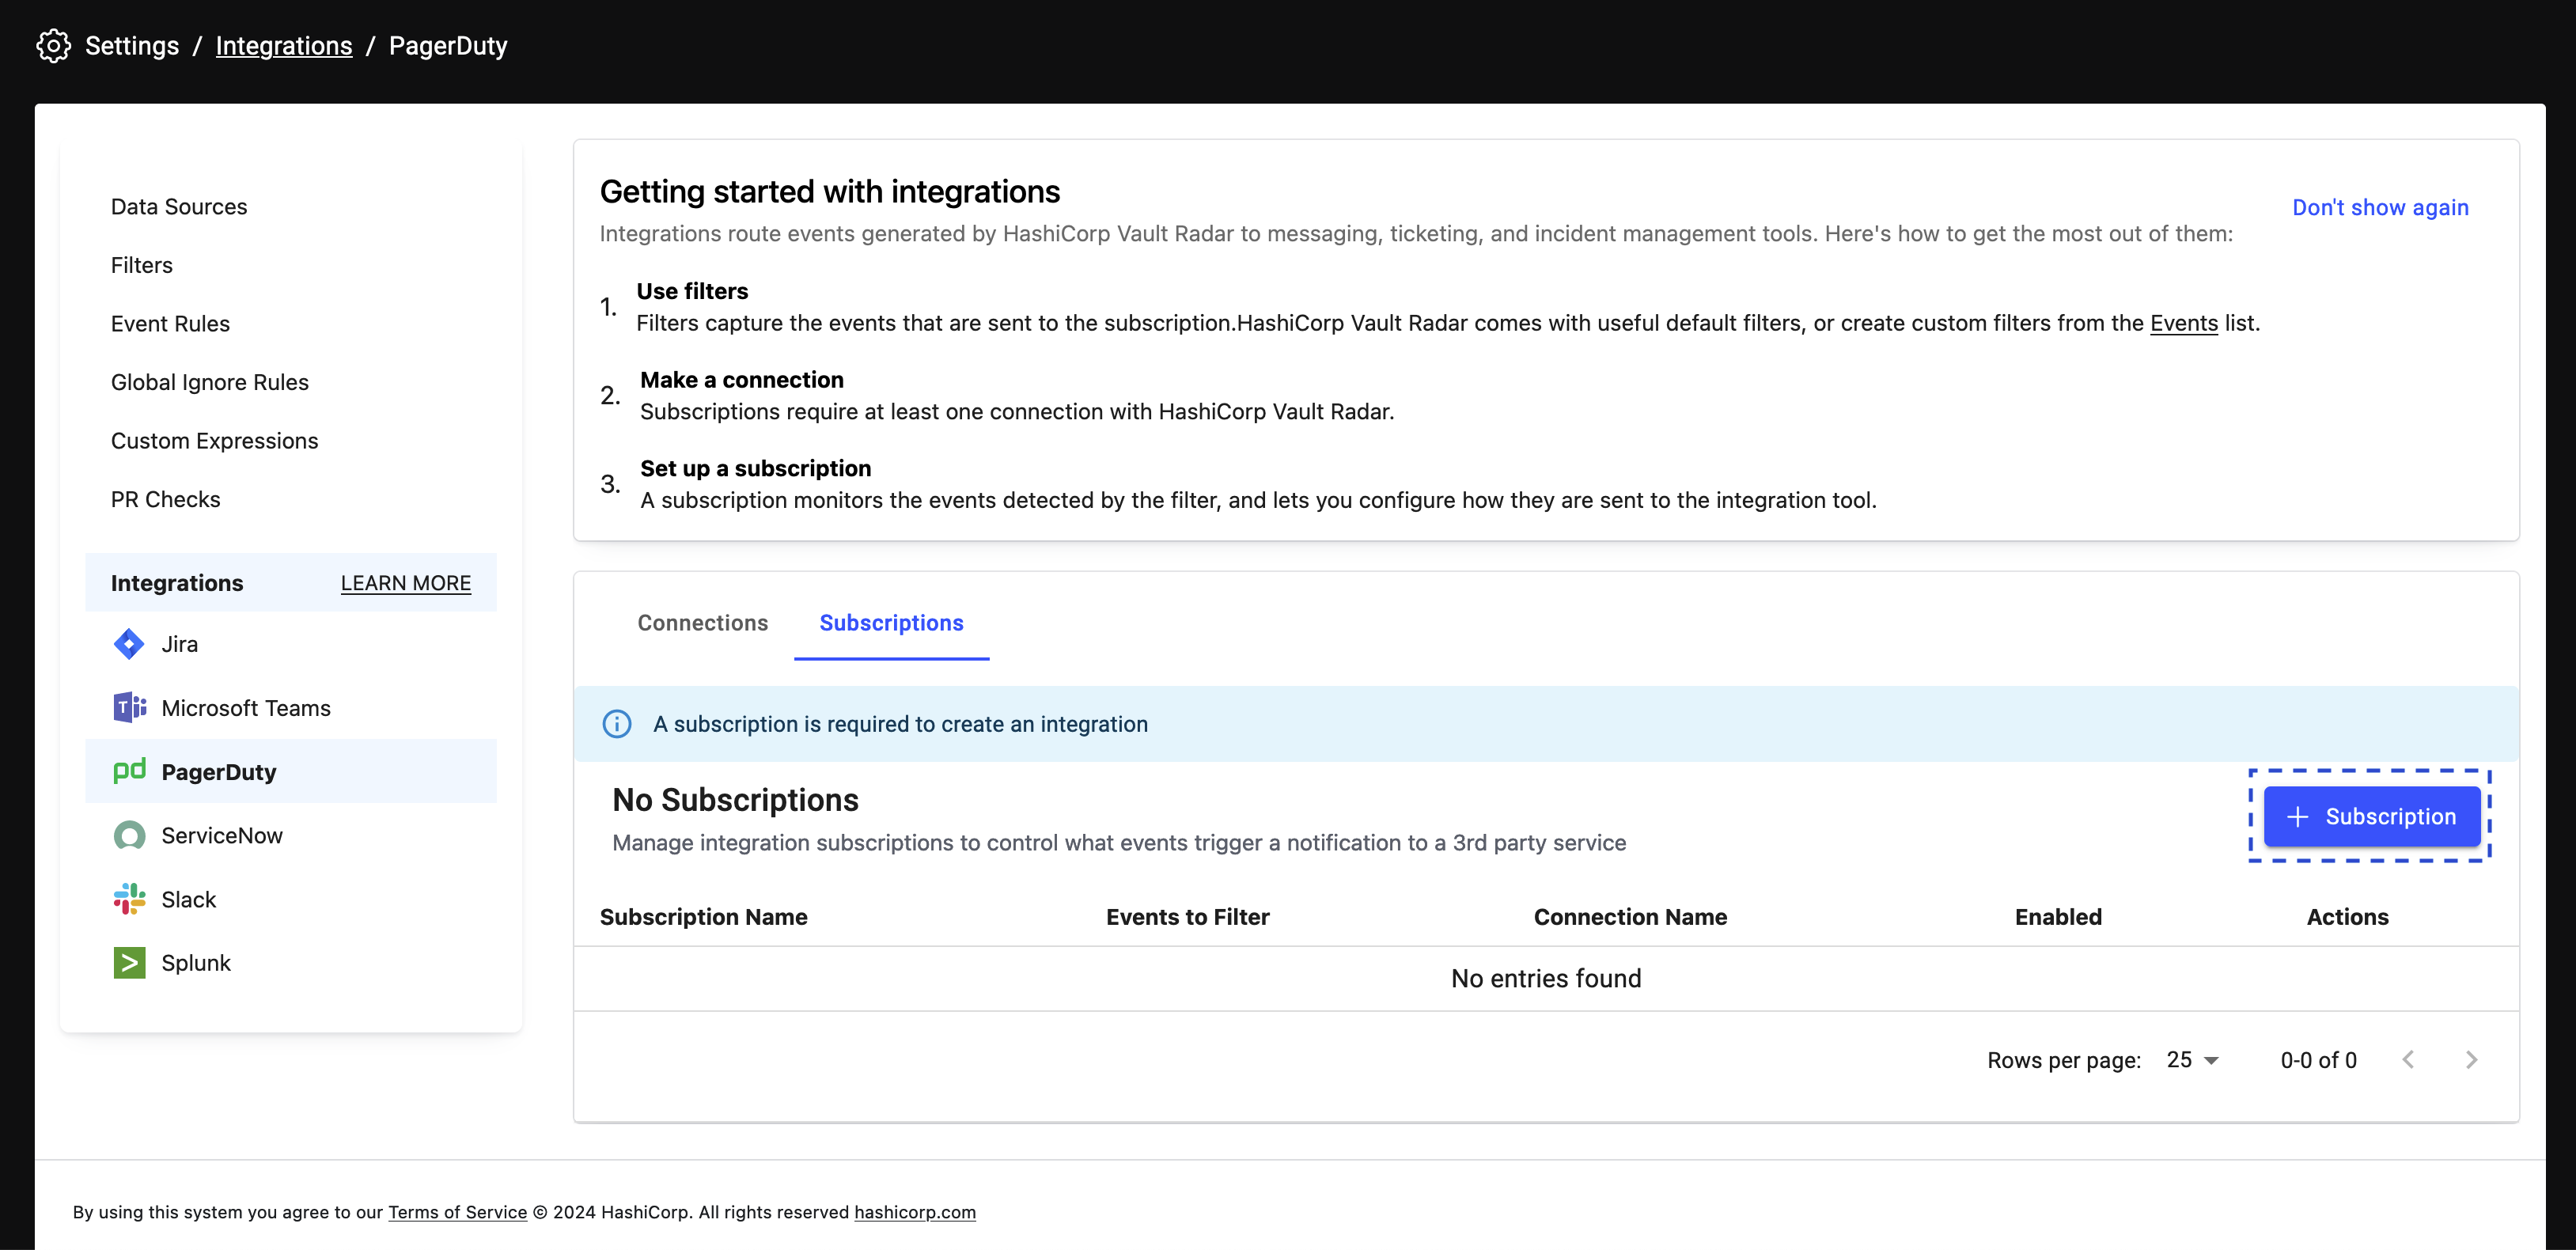 Settings / Integrations / PagerDuty
Data Sources
Filters
Event Rules
Global Ignore Rules
Custom Expressions
PR Checks
Integrations LEARN MORE
Jira
Microsoft Teams
pd PagerDuty
ServiceNow
Slack
Splunk
Getting started with integrations
Don't show again
Integrations route events generated by HashiCorp Vault Radar to messaging, ticketing, and incident management tools. Here's how to get the most out of them:
1. Use filters
Filters capture the events that are sent to the subscription.HashiCorp Vault Radar comes with useful default filters, or create custom filters from the Events list.
2. Make a connection
Subscriptions require at least one connection with HashiCorp Vault Radar.
3. Set up a subscription
A subscription monitors the events detected by the filter, and lets you configure how they are sent to the integration tool.
Connections Subscriptions
A subscription is required to create an integration
No Subscriptions
Manage integration subscriptions to control what events trigger a notification to a 3rd party service
+ Subscription
Subscription Name Events to Filter Connection Name Enabled Actions
No entries found
Rows per page: 25 0-0 of 0
By using this system you agree to our Terms of Service © 2024 HashiCorp. All rights reserved hashicorp.com